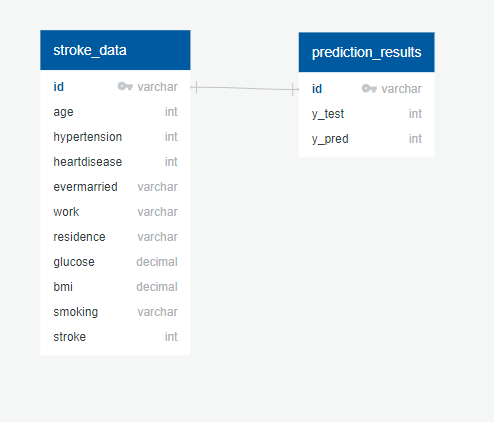 stroke_data
id varchar
age int
hypertension int
heartdisease int
evermarried varchar
work varchar
residence varchar
glucose decimal
bmi decimal
smoking varchar
stroke int
prediction_results
id varchar
y_test int
y_pred int